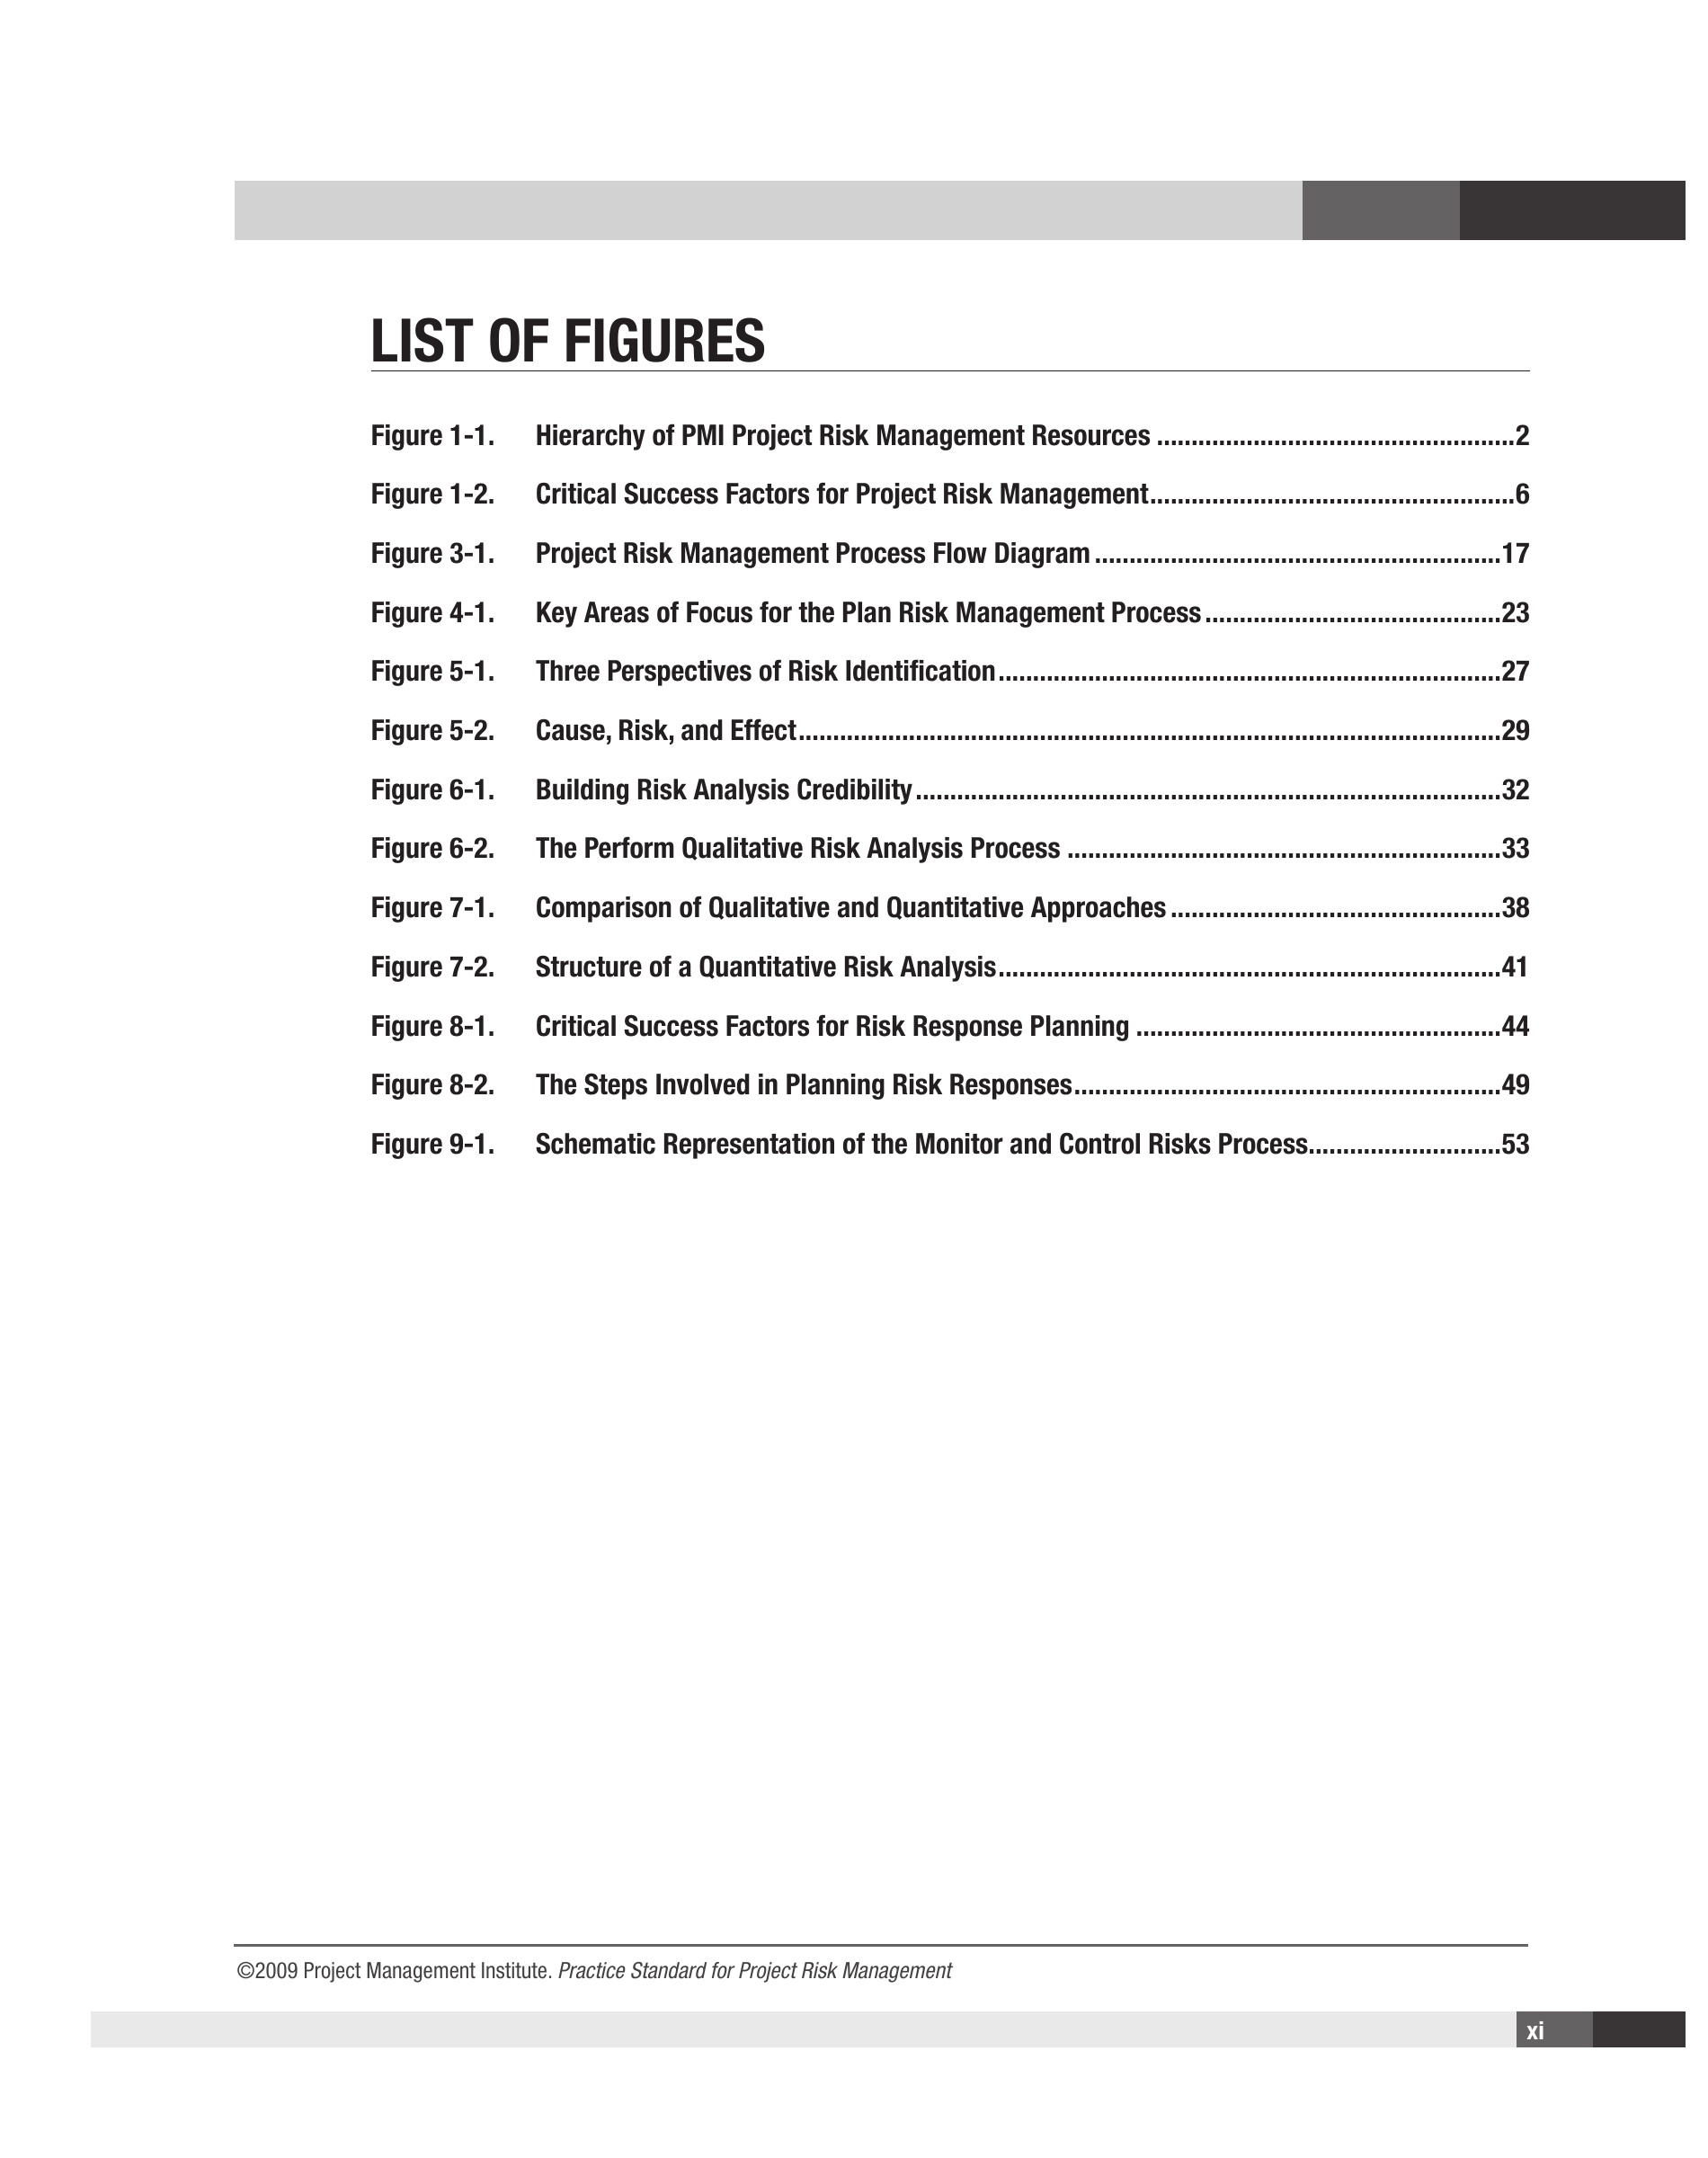 LIST OF FIGURES
Figure 1-1. Hierarchy of PMI Project Risk Management Resources ....................................................2
Figure 1-2. Critical Success Factors for Project Risk Management.....................................................6
Figure 3-1. Project Risk Management Process Flow Diagram ...........................................................17
Figure 4-1. Key Areas of Focus for the Plan Risk Management Process ...........................................23
Figure 5-1. Three Perspectives of Risk Identification.........................................................................27
Figure 5-2. Cause, Risk, and Effect......................................................................................................29
Figure 6-1. Building Risk Analysis Credibility .....................................................................................32
Figure 6-2. The Perform Qualitative Risk Analysis Process ...............................................................33
Figure 7-1. Comparison of Qualitative and Quantitative Approaches ................................................38
Figure 7-2. Structure of a Quantitative Risk Analysis.........................................................................41
Figure 8-1. Critical Success Factors for Risk Response Planning .....................................................44
Figure 8-2. The Steps Involved in Planning Risk Responses..............................................................49
Figure 9-1. Schematic Representation of the Monitor and Control Risks Process............................53
©2009 Project Management Institute. Practice Standard for Project Risk Management
xi